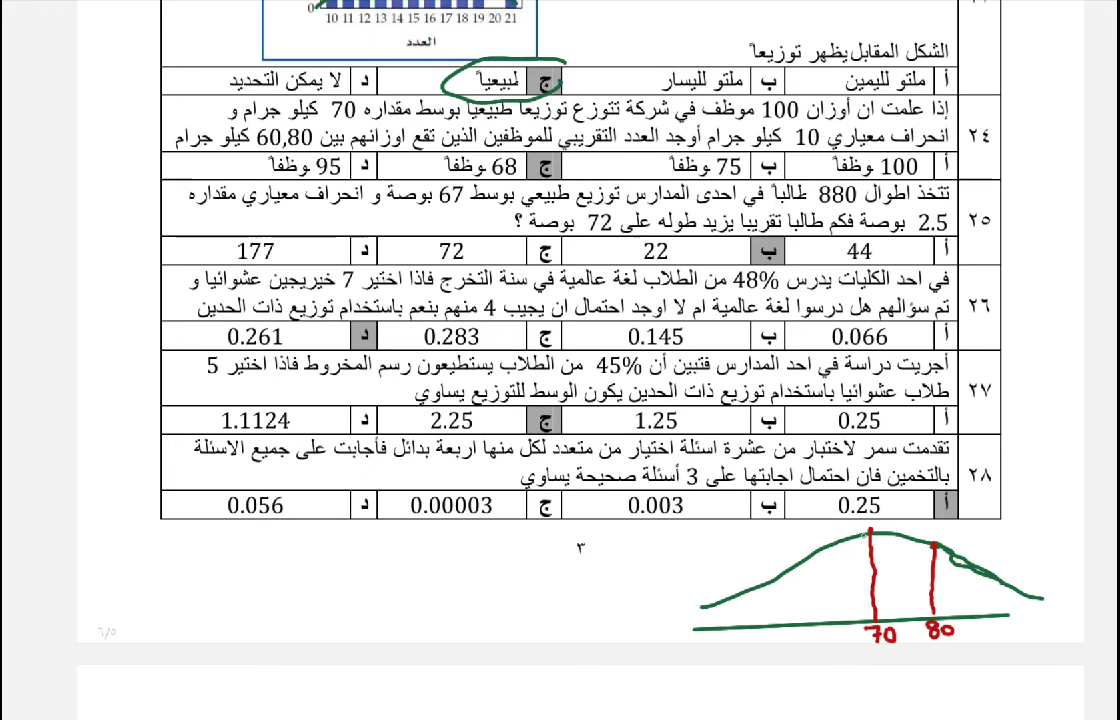 0
10 11 12 13 14 15 16 17 18 19 20 21
العدد
الشكل المقابل يظهر توزيعاً
أ ملتو لليمين ب ملتو لليسار ج طبيعياً د لا يمكن التحديد
إذا علمت ان أوزان 100 موظف في شركة تتوزع توزيعا طبيعيا بوسط مقداره 70 كيلو جرام و
٢٤ انحراف معياري 10 كيلو جرام أوجد العدد التقريبي للموظفين الذين تقع اوزانهم بين 60,80 كيلو جرام
أ 100 موظفاً ب 75 موظفاً ج 68 موظفاً د 95 موظفاً
تتخذ اطوال 880 طالباً في احدى المدارس توزيع طبيعي بوسط 67 بوصة و انحراف معياري مقداره
٢٥ 2.5 بوصة فكم طالبا تقريبا يزيد طوله على 72 بوصة ؟
أ 44 ب 22 ج 72 د 177
في احد الكليات يدرس 48% من الطلاب لغة عالمية في سنة التخرج فاذا اختير 7 خيريجين عشوائيا و
٢٦ تم سؤالهم هل درسوا لغة عالمية ام لا اوجد احتمال ان يجيب 4 منهم بنعم باستخدام توزيع ذات الحدين
أ 0.066 ب 0.145 ج 0.283 د 0.261
أجريت دراسة في احد المدارس فتبين أن 45% من الطلاب يستطيعون رسم المخروط فاذا اختير 5
٢٧ طلاب عشوائيا باستخدام توزيع ذات الحدين يكون الوسط للتوزيع يساوي
أ 0.25 ب 1.25 ج 2.25 د 1.1124
تقدمت سمر لاختبار من عشرة اسئلة اختيار من متعدد لكل منها اربعة بدائل فأجابت على جميع الاسئلة
٢٨ بالتخمين فان احتمال اجابتها على 3 أسئلة صحيحة يساوي
أ 0.25 ب 0.003 ج 0.00003 د 0.056
٣
70 80
٦/٥